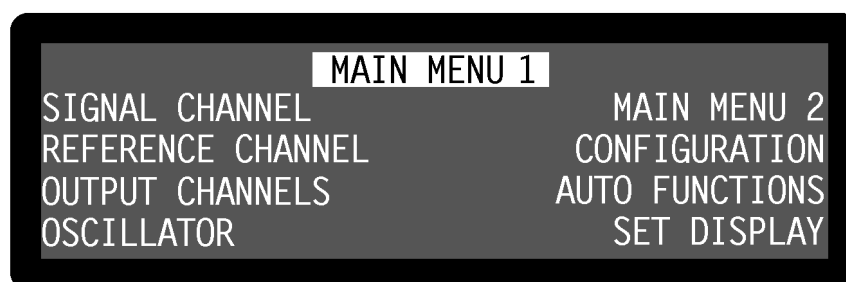 MAIN MENU 1
SIGNAL CHANNEL MAIN MENU 2
REFERENCE CHANNEL CONFIGURATION
OUTPUT CHANNELS AUTO FUNCTIONS
OSCILLATOR SET DISPLAY